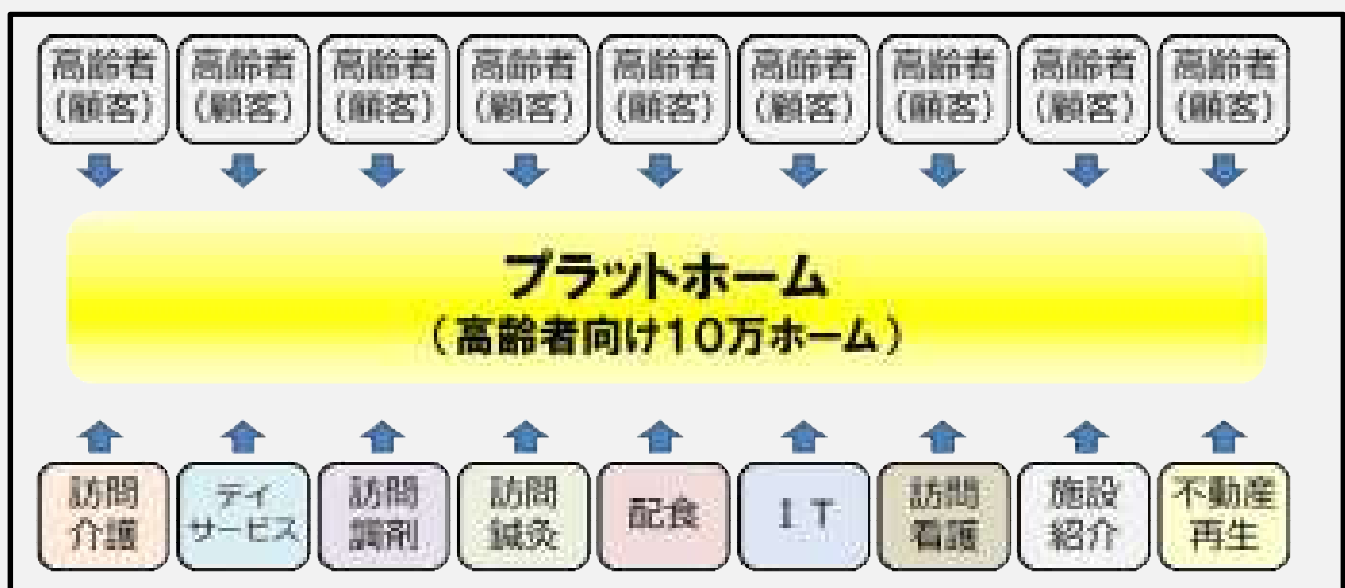 高齢者
(顧客)
高齢者
(顧客)
高齢者
(顧客)
高齢者
(顧客)
高齢者
(顧客)
高齢者
(顧客)
高齢者
(顧客)
高齢者
(顧客)
高齢者
(顧客)
プラットホーム
(高齢者向け10万ホーム)
訪問
介護
デイ
サービス
訪問
調剤
訪問
鍼灸
配食
IT
訪問
看護
施設
紹介
不動産
再生